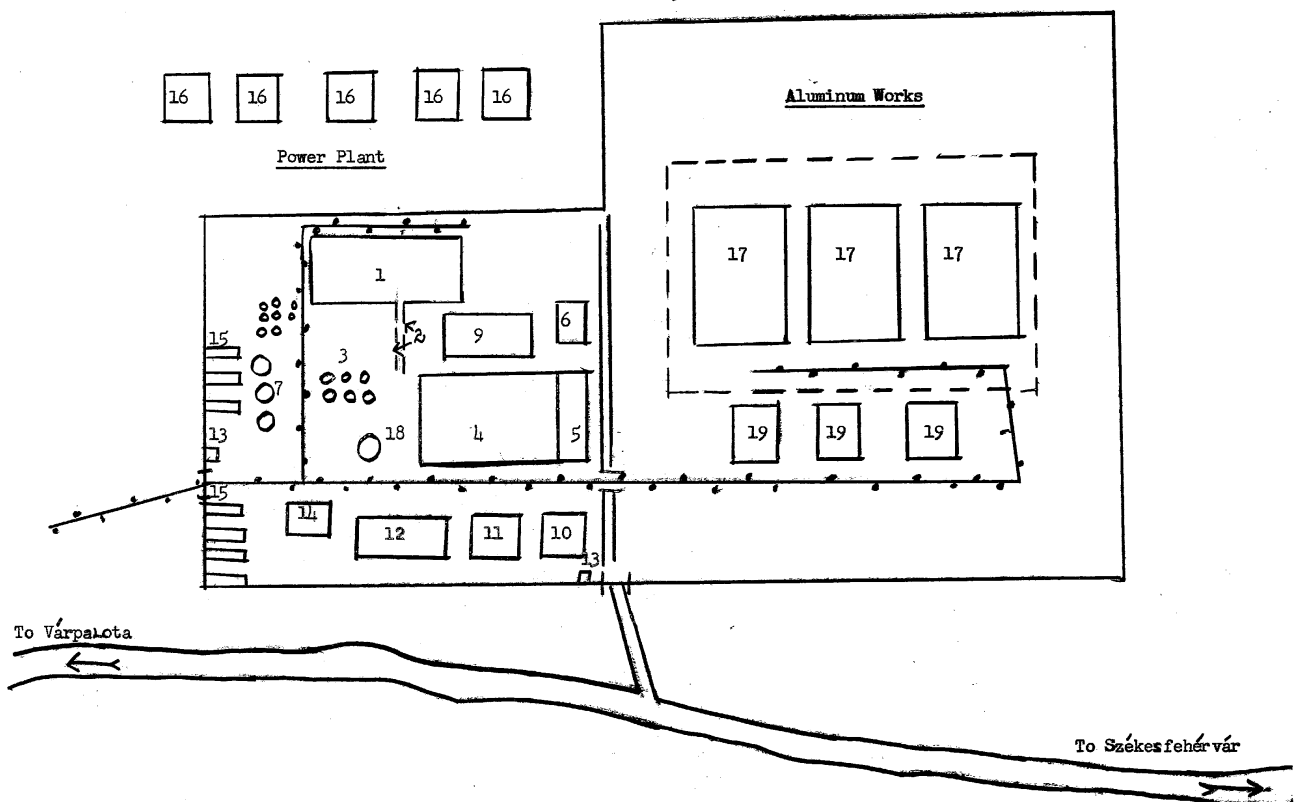 Aluminum Works
16 16 16 16 16
Power Plant
17 17 17
1
2
6
9
15
3
7
18
4
5
13
19 19 19
15
14
12
11
10
13
To Várpalota
To Székesfehérvár